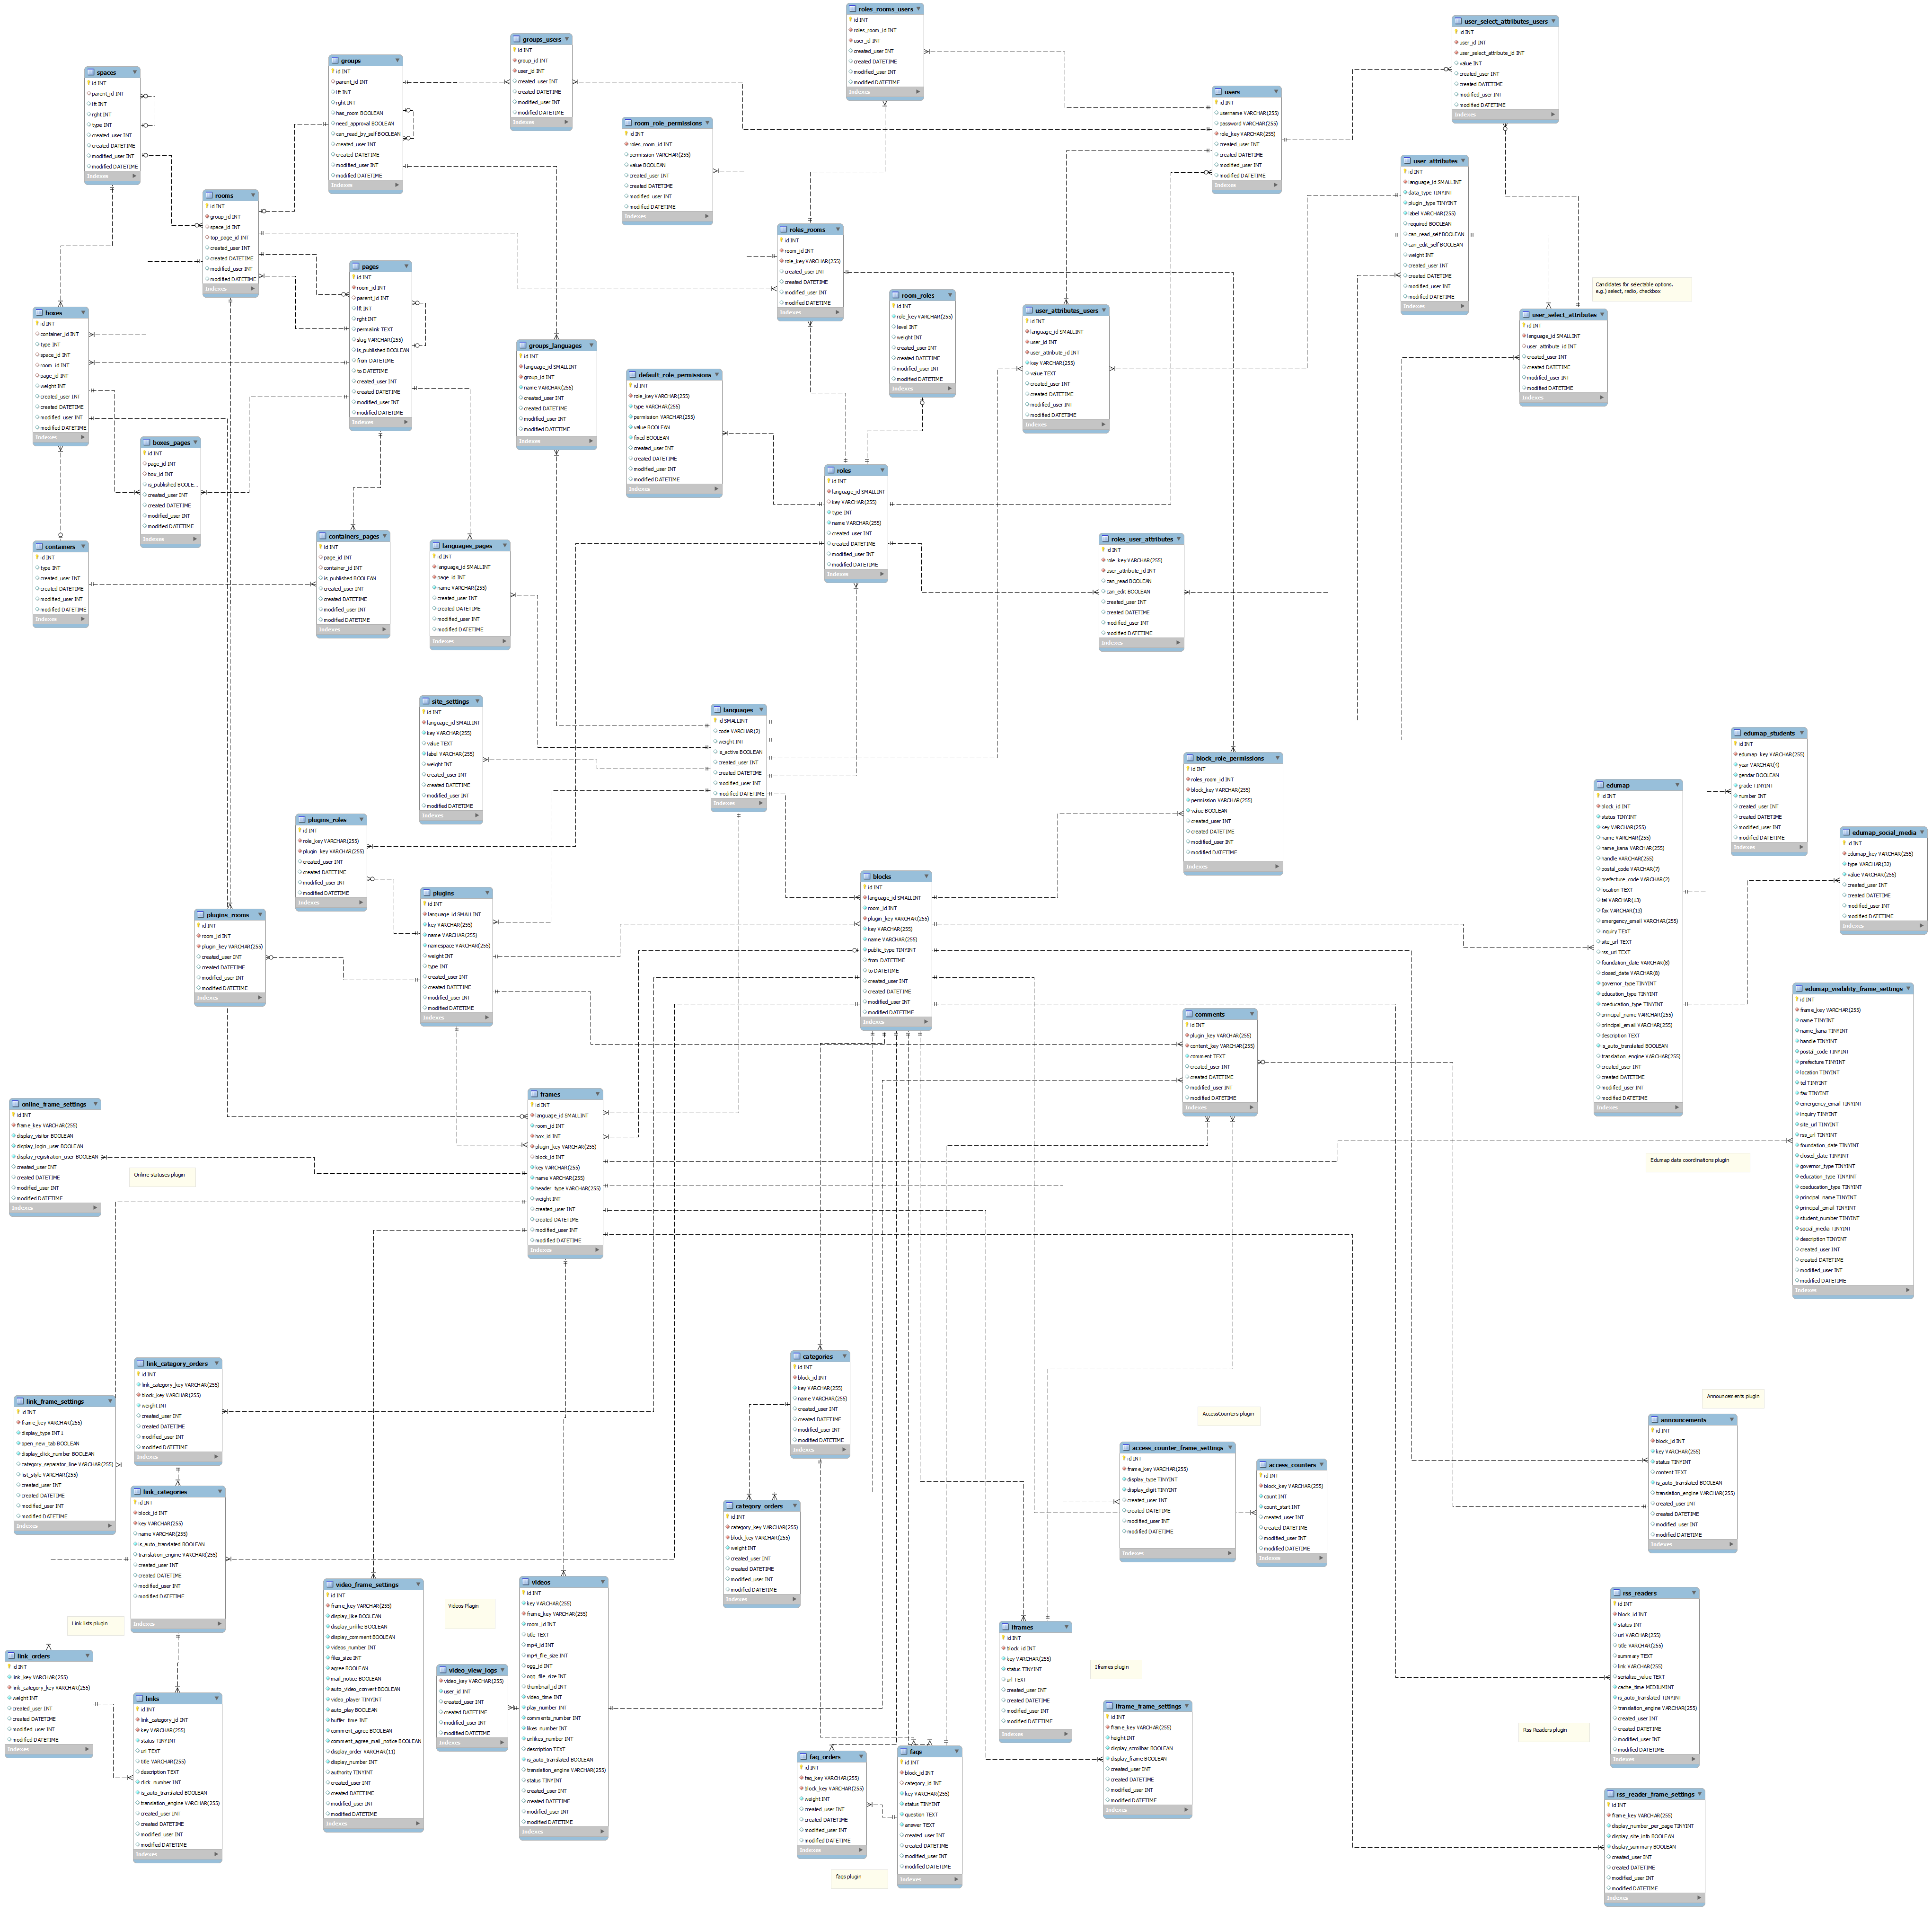 roles_rooms_users
id INT
roles_room_id INT
user_id INT
created_user INT
created DATETIME
modified_user INT
modified DATETIME
Indexes
user_select_attributes_users
id INT
user_id INT
user_select_attribute_id INT
value INT
created_user INT
created DATETIME
modified_user INT
modified DATETIME
Indexes
groups_users
id INT
group_id INT
user_id INT
created_user INT
created DATETIME
modified_user INT
modified DATETIME
Indexes
groups
id INT
parent_id INT
lft INT
rght INT
has_room BOOLEAN
need_approval BOOLEAN
can_read_by_self BOOLEAN
created_user INT
created DATETIME
modified_user INT
modified DATETIME
Indexes
spaces
id INT
parent_id INT
lft INT
rght INT
type INT
created_user INT
created DATETIME
modified_user INT
modified DATETIME
Indexes
users
id INT
username VARCHAR(255)
password VARCHAR(255)
role_key VARCHAR(255)
created_user INT
created DATETIME
modified_user INT
modified DATETIME
Indexes
room_role_permissions
id INT
roles_room_id INT
permission VARCHAR(255)
value BOOLEAN
created_user INT
created DATETIME
modified_user INT
modified DATETIME
Indexes
user_attributes
id INT
language_id SMALLINT
data_type TINYINT
plugin_type TINYINT
label VARCHAR(255)
required BOOLEAN
can_read_self BOOLEAN
can_edit_self BOOLEAN
weight INT
created_user INT
created DATETIME
modified_user INT
modified DATETIME
Indexes
rooms
id INT
group_id INT
space_id INT
top_page_id INT
created_user INT
created DATETIME
modified_user INT
modified DATETIME
Indexes
roles_rooms
id INT
room_id INT
role_key VARCHAR(255)
created_user INT
created DATETIME
modified_user INT
modified DATETIME
Indexes
pages
id INT
room_id INT
parent_id INT
lft INT
rght INT
permalink TEXT
slug VARCHAR(255)
is_published BOOLEAN
from DATETIME
to DATETIME
created_user INT
created DATETIME
modified_user INT
modified DATETIME
Indexes
Candidates for selectable options.
e.g.) select, radio, checkbox
room_roles
id INT
role_key VARCHAR(255)
level INT
weight INT
created_user INT
created DATETIME
modified_user INT
modified DATETIME
Indexes
user_attributes_users
id INT
language_id SMALLINT
user_id INT
user_attribute_id INT
key VARCHAR(255)
value TEXT
created_user INT
created DATETIME
modified_user INT
modified DATETIME
Indexes
user_select_attributes
id INT
language_id SMALLINT
user_attribute_id INT
created_user INT
created DATETIME
modified_user INT
modified DATETIME
Indexes
boxes
id INT
container_id INT
type INT
space_id INT
room_id INT
page_id INT
weight INT
created_user INT
created DATETIME
modified_user INT
modified DATETIME
Indexes
groups_languages
id INT
language_id SMALLINT
group_id INT
name VARCHAR(255)
created_user INT
created DATETIME
modified_user INT
modified DATETIME
Indexes
default_role_permissions
id INT
role_key VARCHAR(255)
type VARCHAR(255)
permission VARCHAR(255)
value BOOLEAN
fixed BOOLEAN
created_user INT
created DATETIME
modified_user INT
modified DATETIME
Indexes
boxes_pages
id INT
page_id INT
box_id INT
is_published BOOLE...
created_user INT
created DATETIME
modified_user INT
modified DATETIME
Indexes
roles
id INT
language_id SMALLINT
key VARCHAR(255)
type INT
name VARCHAR(255)
created_user INT
created DATETIME
modified_user INT
modified DATETIME
Indexes
containers
id INT
type INT
created_user INT
created DATETIME
modified_user INT
modified DATETIME
Indexes
containers_pages
id INT
page_id INT
container_id INT
is_published BOOLEAN
created_user INT
created DATETIME
modified_user INT
modified DATETIME
Indexes
languages_pages
id INT
language_id SMALLINT
page_id INT
name VARCHAR(255)
created_user INT
created DATETIME
modified_user INT
modified DATETIME
Indexes
roles_user_attributes
id INT
role_key VARCHAR(255)
user_attribute_id INT
can_read BOOLEAN
can_edit BOOLEAN
created_user INT
created DATETIME
modified_user INT
modified DATETIME
Indexes
site_settings
id INT
language_id SMALLINT
key VARCHAR(255)
value TEXT
label VARCHAR(255)
weight INT
created_user INT
created DATETIME
modified_user INT
modified DATETIME
Indexes
languages
id SMALLINT
code VARCHAR(2)
weight INT
is_active BOOLEAN
created_user INT
created DATETIME
modified_user INT
modified DATETIME
Indexes
block_role_permissions
id INT
roles_room_id INT
block_key VARCHAR(255)
permission VARCHAR(255)
value BOOLEAN
created_user INT
created DATETIME
modified_user INT
modified DATETIME
Indexes
edumap_students
id INT
edumap_key VARCHAR(255)
year VARCHAR(4)
gendar BOOLEAN
grade TINYINT
number INT
created_user INT
created DATETIME
modified_user INT
modified DATETIME
Indexes
edumap
id INT
block_id INT
status TINYINT
key VARCHAR(255)
name VARCHAR(255)
name_kana VARCHAR(255)
handle VARCHAR(255)
postal_code VARCHAR(7)
prefecture_code VARCHAR(2)
location TEXT
tel VARCHAR(13)
fax VARCHAR(13)
emergency_email VARCHAR(255)
inquiry TEXT
site_url TEXT
rss_url TEXT
foundation_date VARCHAR(8)
closed_date VARCHAR(8)
governor_type TINYINT
education_type TINYINT
coeducation_type TINYINT
principal_name VARCHAR(255)
principal_email VARCHAR(255)
description TEXT
is_auto_translated BOOLEAN
translation_engine VARCHAR(255)
created_user INT
created DATETIME
modified_user INT
modified DATETIME
Indexes
edumap_social_media
id INT
edumap_key VARCHAR(255)
type VARCHAR(32)
value VARCHAR(255)
created_user INT
created DATETIME
modified_user INT
modified DATETIME
Indexes
plugins_roles
id INT
role_key VARCHAR(255)
plugin_key VARCHAR(255)
created_user INT
created DATETIME
modified_user INT
modified DATETIME
Indexes
blocks
id INT
language_id SMALLINT
room_id INT
plugin_key VARCHAR(255)
key VARCHAR(255)
name VARCHAR(255)
public_type TINYINT
from DATETIME
to DATETIME
created_user INT
created DATETIME
modified_user INT
modified DATETIME
Indexes
plugins
id INT
language_id SMALLINT
key VARCHAR(255)
name VARCHAR(255)
namespace VARCHAR(255)
weight INT
type INT
created_user INT
created DATETIME
modified_user INT
modified DATETIME
Indexes
plugins_rooms
id INT
room_id INT
plugin_key VARCHAR(255)
created_user INT
created DATETIME
modified_user INT
modified DATETIME
Indexes
edumap_visibility_frame_settings
id INT
frame_key VARCHAR(255)
name TINYINT
name_kana TINYINT
handle TINYINT
postal_code TINYINT
prefecture TINYINT
location TINYINT
tel TINYINT
fax TINYINT
emergency_email TINYINT
inquiry TINYINT
site_url TINYINT
rss_url TINYINT
foundation_date TINYINT
closed_date TINYINT
governor_type TINYINT
education_type TINYINT
coeducation_type TINYINT
principal_name TINYINT
principal_email TINYINT
student_number TINYINT
social_media TINYINT
description TINYINT
created_user INT
created DATETIME
modified_user INT
modified DATETIME
Indexes
comments
id INT
plugin_key VARCHAR(255)
content_key VARCHAR(255)
comment TEXT
created_user INT
created DATETIME
modified_user INT
modified DATETIME
Indexes
frames
id INT
language_id SMALLINT
room_id INT
box_id INT
plugin_key VARCHAR(255)
block_id INT
key VARCHAR(255)
name VARCHAR(255)
header_type VARCHAR(255)
weight INT
created_user INT
created DATETIME
modified_user INT
modified DATETIME
Indexes
online_frame_settings
id INT
frame_key VARCHAR(255)
display_visitor BOOLEAN
display_login_user BOOLEAN
display_registration_user BOOLEAN
created_user INT
created DATETIME
modified_user INT
modified DATETIME
Indexes
Online statuses plugin
Edumap data coordinations plugin
link_category_orders
id INT
link_category_key VARCHAR(255)
block_key VARCHAR(255)
weight INT
created_user INT
created DATETIME
modified_user INT
modified DATETIME
Indexes
categories
id INT
block_id INT
key VARCHAR(255)
name VARCHAR(255)
created_user INT
created DATETIME
modified_user INT
modified DATETIME
Indexes
link_frame_settings
id INT
frame_key VARCHAR(255)
display_type INT1
open_new_tab BOOLEAN
display_click_number BOOLEAN
category_separator_line VARCHAR(255)
list_style VARCHAR(255)
created_user INT
created DATETIME
modified_user INT
modified DATETIME
Indexes
Announcements plugin
AccessCounters plugin
announcements
id INT
block_id INT
key VARCHAR(255)
status TINYINT
content TEXT
is_auto_translated BOOLEAN
translation_engine VARCHAR(255)
created_user INT
created DATETIME
modified_user INT
modified DATETIME
Indexes
access_counter_frame_settings
id INT
frame_key VARCHAR(255)
display_type TINYINT
display_digit TINYINT
created_user INT
created DATETIME
modified_user INT
modified DATETIME
Indexes
access_counters
id INT
block_key VARCHAR(255)
count INT
count_start INT
created_user INT
created DATETIME
modified_user INT
modified DATETIME
Indexes
link_categories
id INT
block_id INT
key VARCHAR(255)
name VARCHAR(255)
is_auto_translated BOOLEAN
translation_engine VARCHAR(255)
created_user INT
created DATETIME
modified_user INT
modified DATETIME
Indexes
category_orders
id INT
category_key VARCHAR(255)
block_key VARCHAR(255)
weight INT
created_user INT
created DATETIME
modified_user INT
modified DATETIME
Indexes
video_frame_settings
id INT
frame_key VARCHAR(255)
display_like BOOLEAN
display_unlike BOOLEAN
display_comment BOOLEAN
videos_number INT
files_size INT
agree BOOLEAN
mail_notice BOOLEAN
auto_video_convert BOOLEAN
video_player TINYINT
auto_play BOOLEAN
buffer_time INT
comment_agree BOOLEAN
comment_agree_mail_notice BOOLEAN
display_order VARCHAR(11)
display_number INT
authority TINYINT
created_user INT
created DATETIME
modified_user INT
modified DATETIME
Indexes
Videos Plagin
videos
id INT
key VARCHAR(255)
frame_key VARCHAR(255)
room_id INT
title TEXT
mp4_id INT
mp4_file_size INT
ogg_id INT
ogg_file_size INT
thumbnail_id INT
video_time INT
play_number INT
comments_number INT
likes_number INT
unlikes_number INT
description TEXT
is_auto_translated BOOLEAN
translation_engine VARCHAR(255)
status TINYINT
created_user INT
created DATETIME
modified_user INT
modified DATETIME
Indexes
rss_readers
id INT
block_id INT
status INT
url VARCHAR(255)
title VARCHAR(255)
summary TEXT
link VARCHAR(255)
serialize_value TEXT
cache_time MEDIUMINT
is_auto_translated TINYINT
translation_engine VARCHAR(255)
created_user INT
created DATETIME
modified_user INT
modified DATETIME
Indexes
Link lists plugin
iframes
id INT
block_id INT
key VARCHAR(255)
status TINYINT
url TEXT
created_user INT
created DATETIME
modified_user INT
modified DATETIME
Indexes
Iframes plugin
link_orders
id INT
link_key VARCHAR(255)
link_category_key VARCHAR(255)
weight INT
created_user INT
created DATETIME
modified_user INT
modified DATETIME
Indexes
video_view_logs
video_key VARCHAR(255)
user_id INT
created_user INT
created DATETIME
modified_user INT
modified DATETIME
Indexes
links
id INT
link_category_id INT
key VARCHAR(255)
status TINYINT
url TEXT
title VARCHAR(255)
description TEXT
click_number INT
is_auto_translated BOOLEAN
translation_engine VARCHAR(255)
created_user INT
created DATETIME
modified_user INT
modified DATETIME
Indexes
iframe_frame_settings
id INT
frame_key VARCHAR(255)
height INT
display_scrollbar BOOLEAN
display_frame BOOLEAN
created_user INT
created DATETIME
modified_user INT
modified DATETIME
Indexes
Rss Readers plugin
faq_orders
id INT
faq_key VARCHAR(255)
block_key VARCHAR(255)
weight INT
created_user INT
created DATETIME
modified_user INT
modified DATETIME
Indexes
faqs
id INT
block_id INT
category_id INT
key VARCHAR(255)
status TINYINT
question TEXT
answer TEXT
created_user INT
created DATETIME
modified_user INT
modified DATETIME
Indexes
rss_reader_frame_settings
id INT
frame_key VARCHAR(255)
display_number_per_page TINYINT
display_site_info BOOLEAN
display_summary BOOLEAN
created_user INT
created DATETIME
modified_user INT
modified DATETIME
Indexes
faqs plugin